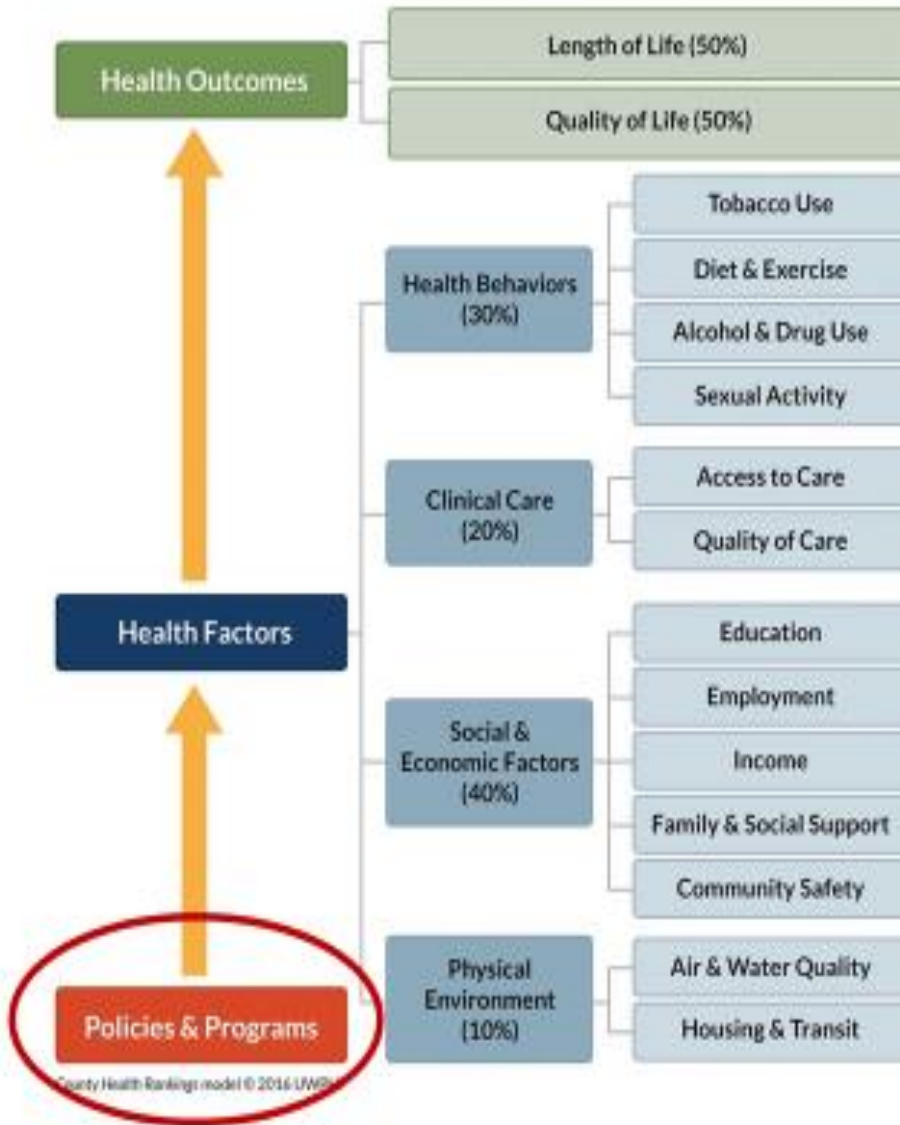 Health Outcomes
Length of Life (50%)
Quality of Life (50%)
Health Factors
Health Behaviors
(30%)
Tobacco Use
Diet & Exercise
Alcohol & Drug Use
Sexual Activity
Clinical Care
(20%)
Access to Care
Quality of Care
Social &
Economic Factors
(40%)
Education
Employment
Income
Family & Social Support
Community Safety
Physical
Environment
(10%)
Air & Water Quality
Housing & Transit
Policies & Programs
County Health Rankings model © 2016